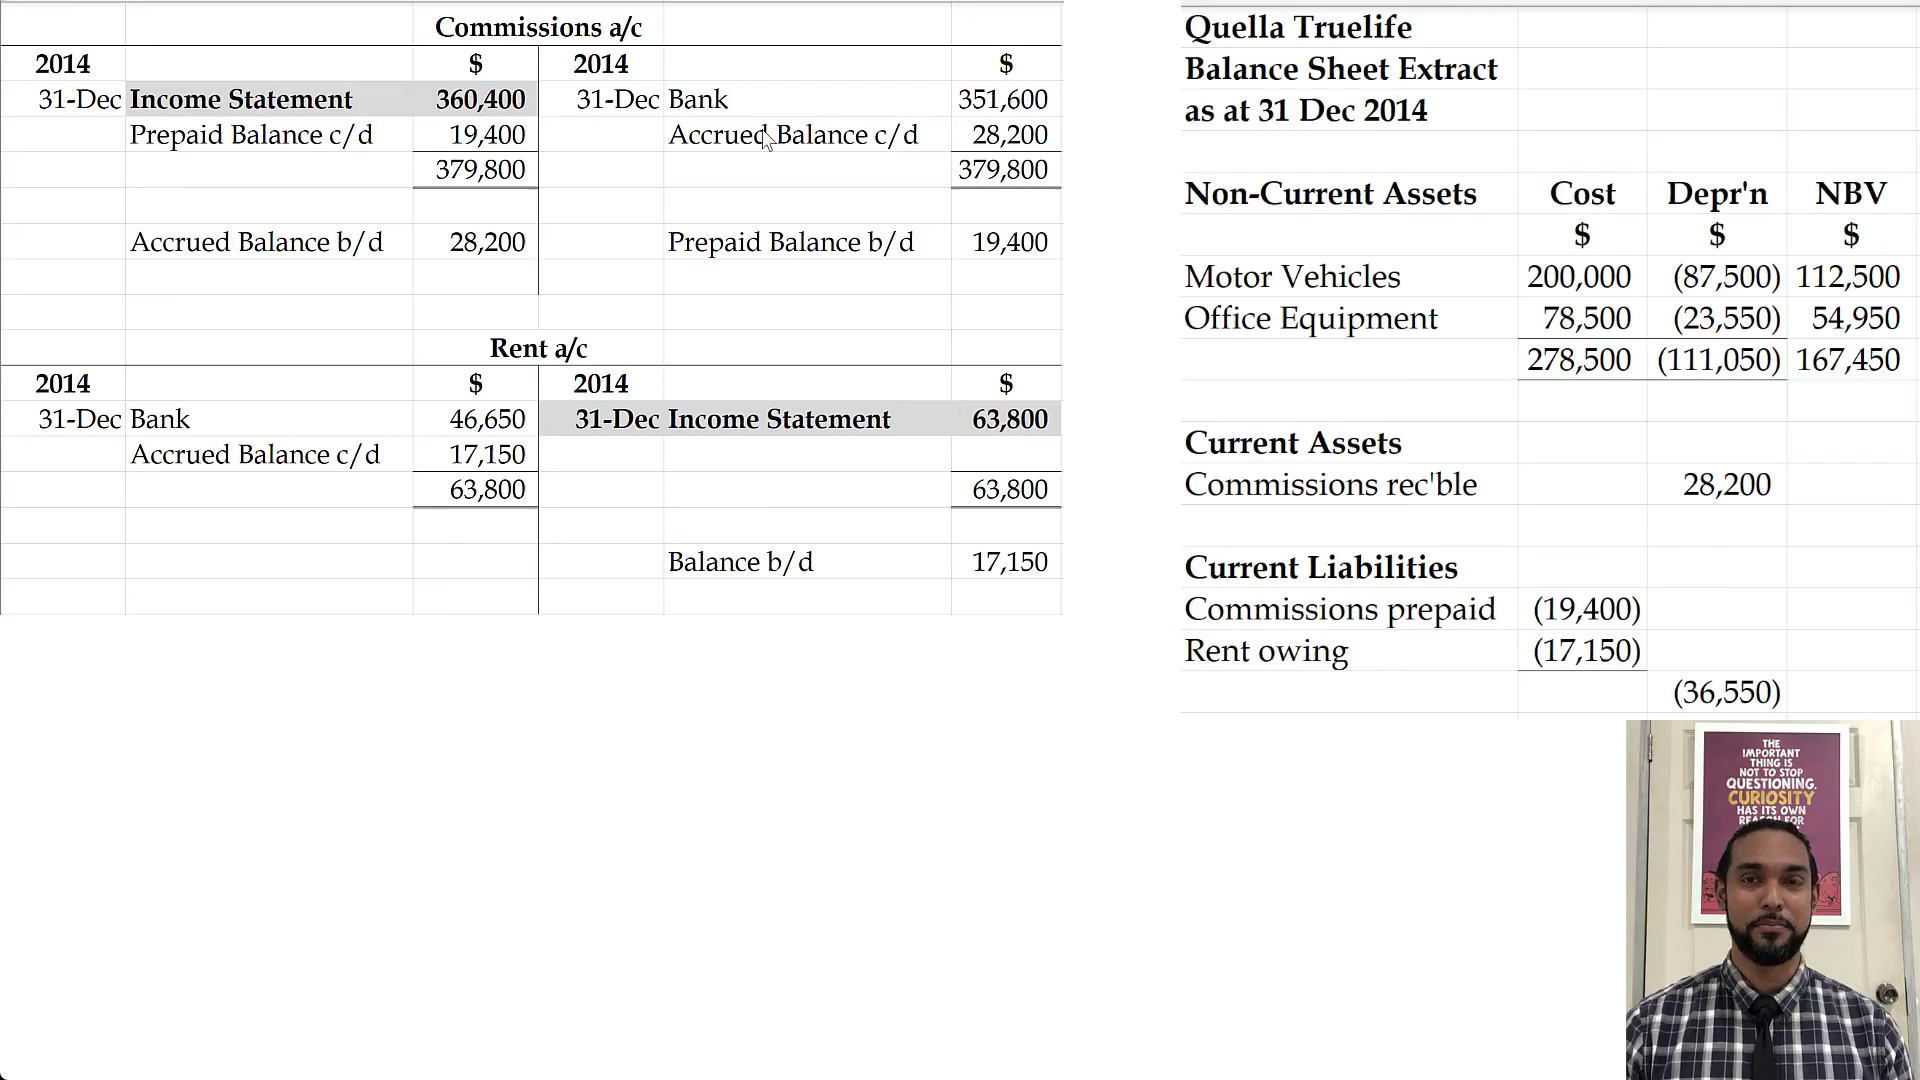 Commissions a/c
2014 $ 2014 $
31-Dec Income Statement 360,400 31-Dec Bank 351,600
Prepaid Balance c/d 19,400 Accrued Balance c/d 28,200
379,800 379,800
Accrued Balance b/d 28,200 Prepaid Balance b/d 19,400
Rent a/c
2014 $ 2014 $
31-Dec Bank 46,650 31-Dec Income Statement 63,800
Accrued Balance c/d 17,150
63,800 63,800
Balance b/d 17,150
Quella Truelife
Balance Sheet Extract
as at 31 Dec 2014
Non-Current Assets Cost Depr'n NBV
$ $ $
Motor Vehicles 200,000 (87,500) 112,500
Office Equipment 78,500 (23,550) 54,950
278,500 (111,050) 167,450
Current Assets
Commissions rec'ble 28,200
Current Liabilities
Commissions prepaid (19,400)
Rent owing (17,150)
(36,550)
THE
IMPORTANT
THING IS
NOT TO STOP
QUESTIONING.
CURIOSITY
HAS ITS OWN
REASON FOR